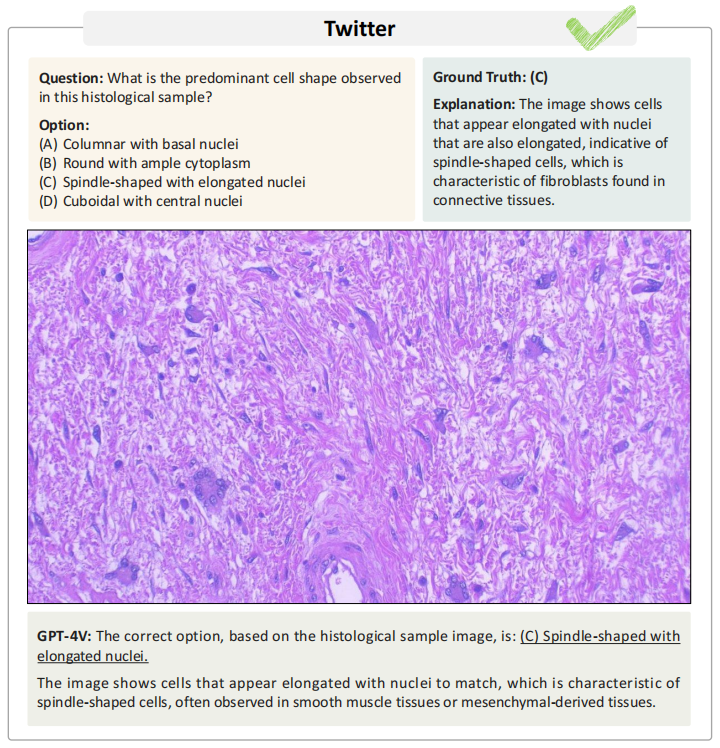 Twitter
Question: What is the predominant cell shape observed
in this histological sample?
Option:
(A) Columnar with basal nuclei
(B) Round with ample cytoplasm
(C) Spindle-shaped with elongated nuclei
(D) Cuboidal with central nuclei
Ground Truth: (C)
Explanation: The image shows cells
that appear elongated with nuclei
that are also elongated, indicative of
spindle-shaped cells, which is
characteristic of fibroblasts found in
connective tissues.
GPT-4V: The correct option, based on the histological sample image, is: (C) Spindle-shaped with
elongated nuclei.
The image shows cells that appear elongated with nuclei to match, which is characteristic of
spindle-shaped cells, often observed in smooth muscle tissues or mesenchymal-derived tissues.